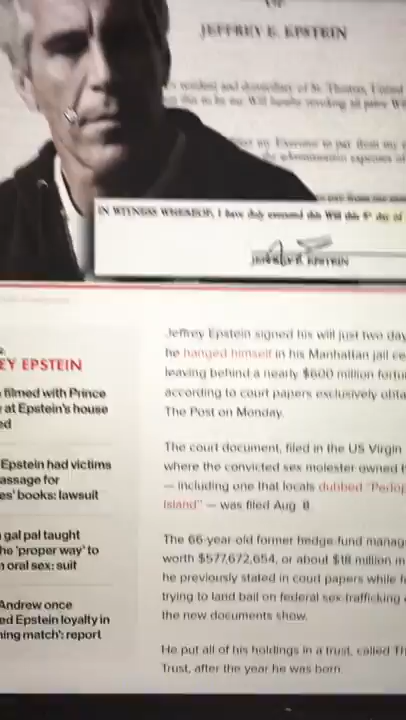 JEFFREY E. EPSTEIN
IN WITNESS WHEREOF, I have duly executed this Will this 8th day of
JEFFREY E. EPSTEIN
EY EPSTEIN
filmed with Prince
at Epstein's house
ed
Epstein had victims
assage for
es' books: lawsuit
gal pal taught
he 'proper way' to
oral sex: suit
Andrew once
ed Epstein loyalty in
ning match': report
Jeffrey Epstein signed his will just two day
he hanged himself in his Manhattan jail ce
leaving behind a nearly $600 million fortu
according to court papers exclusively obta
The Post on Monday.
The court document, filed in the US Virgin
where the convicted sex molester owned t
— including one that locals dubbed "Pedop
Island" — was filed Aug. 8.
The 66-year-old former hedge-fund manag
worth $577,672,654, or about $18 million m
he previously stated in court papers while f
trying to land bail on federal sex-trafficking
the new documents show.
He put all of his holdings in a trust, called Th
Trust, after the year he was born.